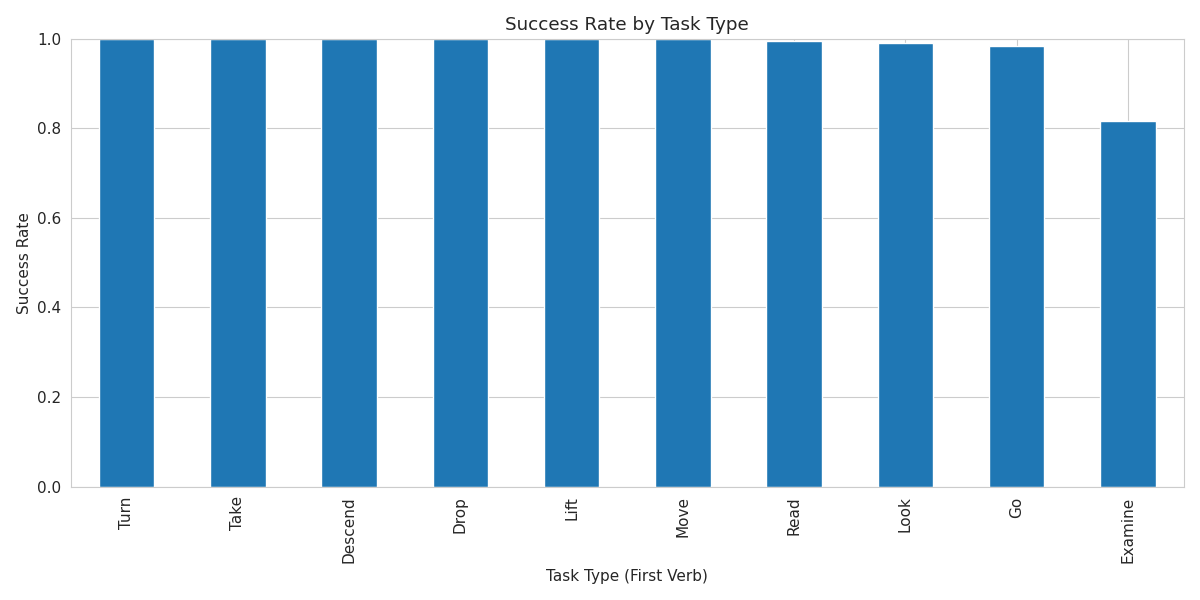 Success Rate by Task Type
1.0
0.8
0.6
0.4
0.2
0.0
Success Rate
Turn
Take
Descend
Drop
Lift
Move
Read
Look
Go
Examine
Task Type (First Verb)